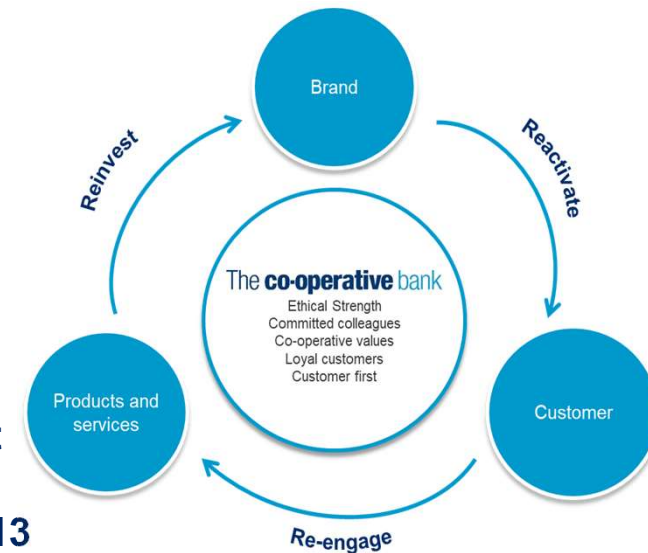 Brand
Reinvest
Reactivate
The co-operative bank
Ethical Strength
Committed colleagues
Co-operative values
Loyal customers
Customer first
Products and
services
Customer
Re-engage
13